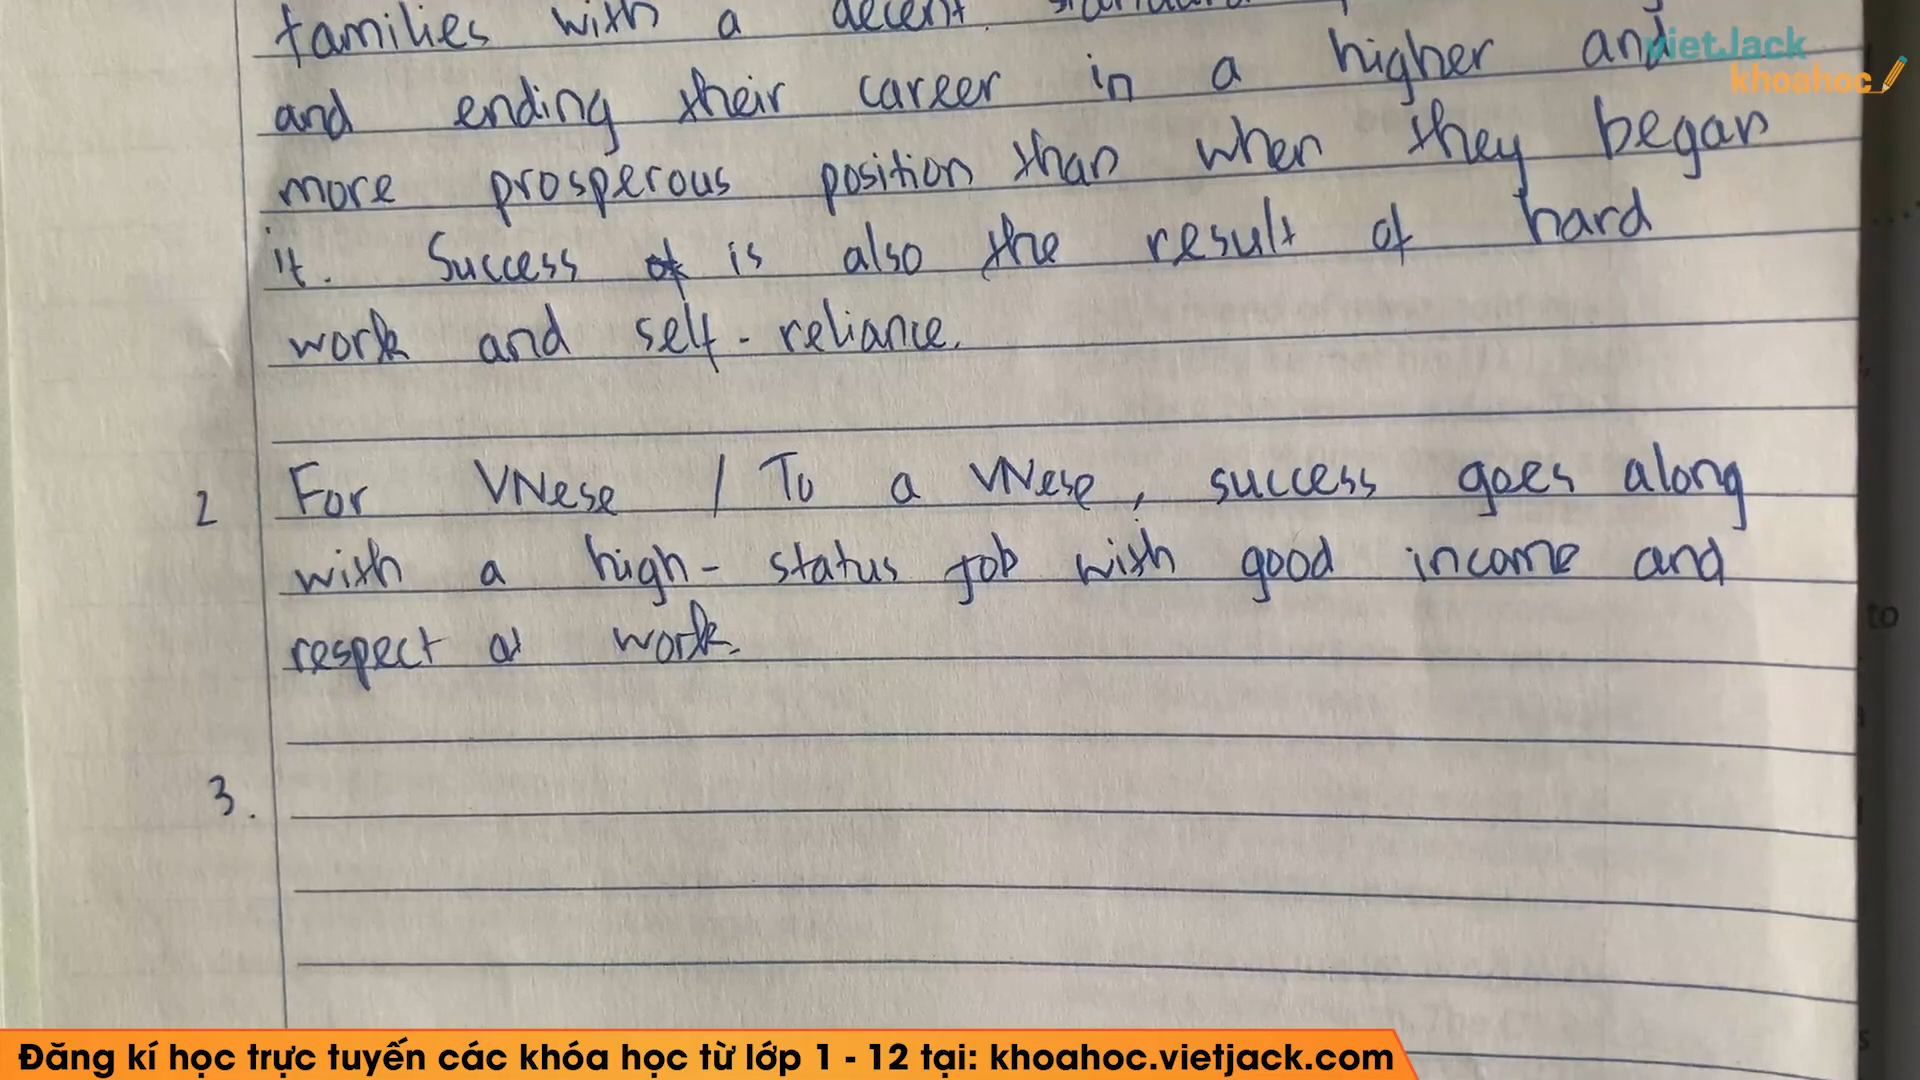 families with a decent
and ending their career in a higher and
more prosperous position than when they began
it. Success is also the result of hard
work and self-reliance.
2 For VNese / To a VNese, success goes along
with a high-status job with good income and
respect at work.
3.
vietJack
khoahoc
to
Đăng kí học trực tuyến các khóa học từ lớp 1 - 12 tại: khoahoc.vietjack.com